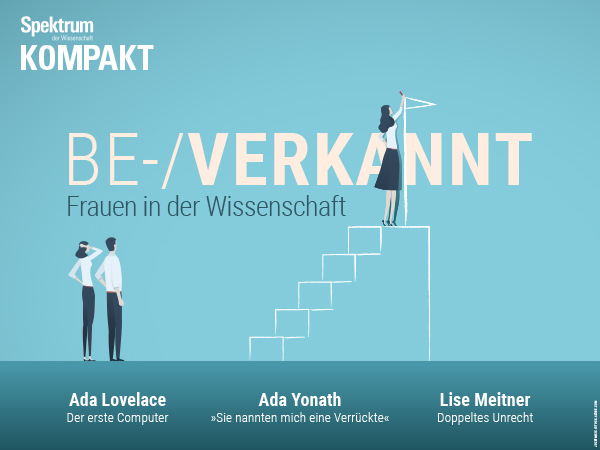 Spektrum
der Wissenschaft
KOMPAKT
BE-/VERKANNT
Frauen in der Wissenschaft
Ada Lovelace
Der erste Computer
Ada Yonath
»Sie nannten mich eine Verrückte«
Lise Meitner
Doppeltes Unrecht